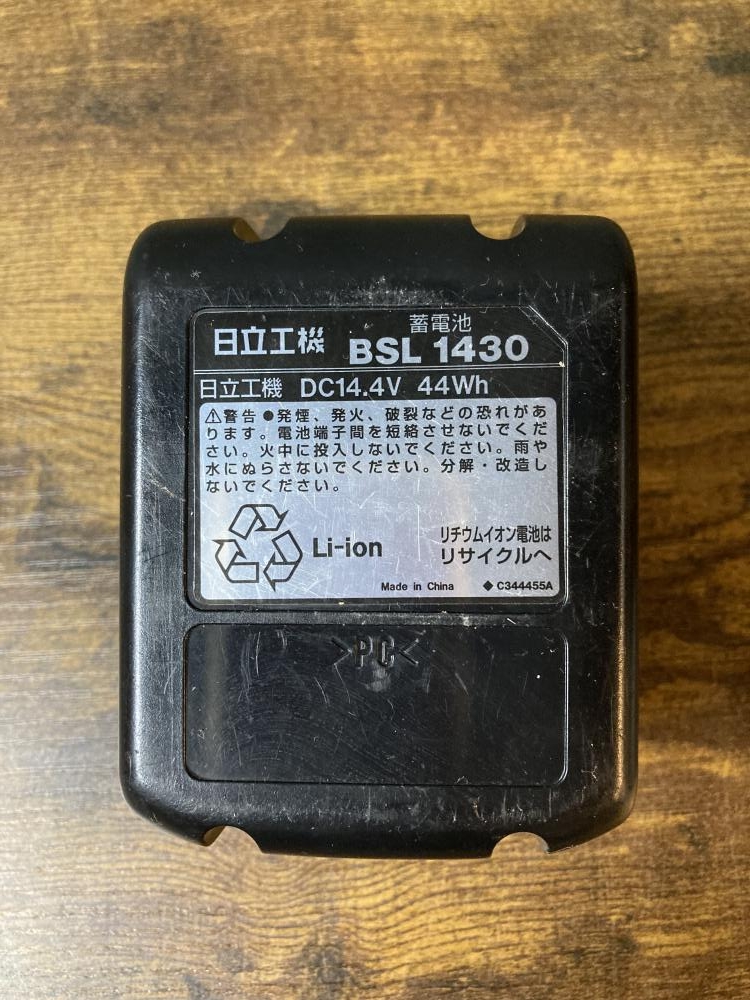 蓄電池
日立工機 BSL 1430
日立工機 DC14.4V 44Wh
⚠警告 ●発煙、発火、破裂などの恐れがあ
ります。電池端子間を短絡させないでくだ
さい。火中に投入しないでください。雨や
水にぬらさないでください。分解・改造し
ないでください。
Li-ion
リチウムイオン電池は
リサイクルへ
Made in China ◆C344455A
>PC<